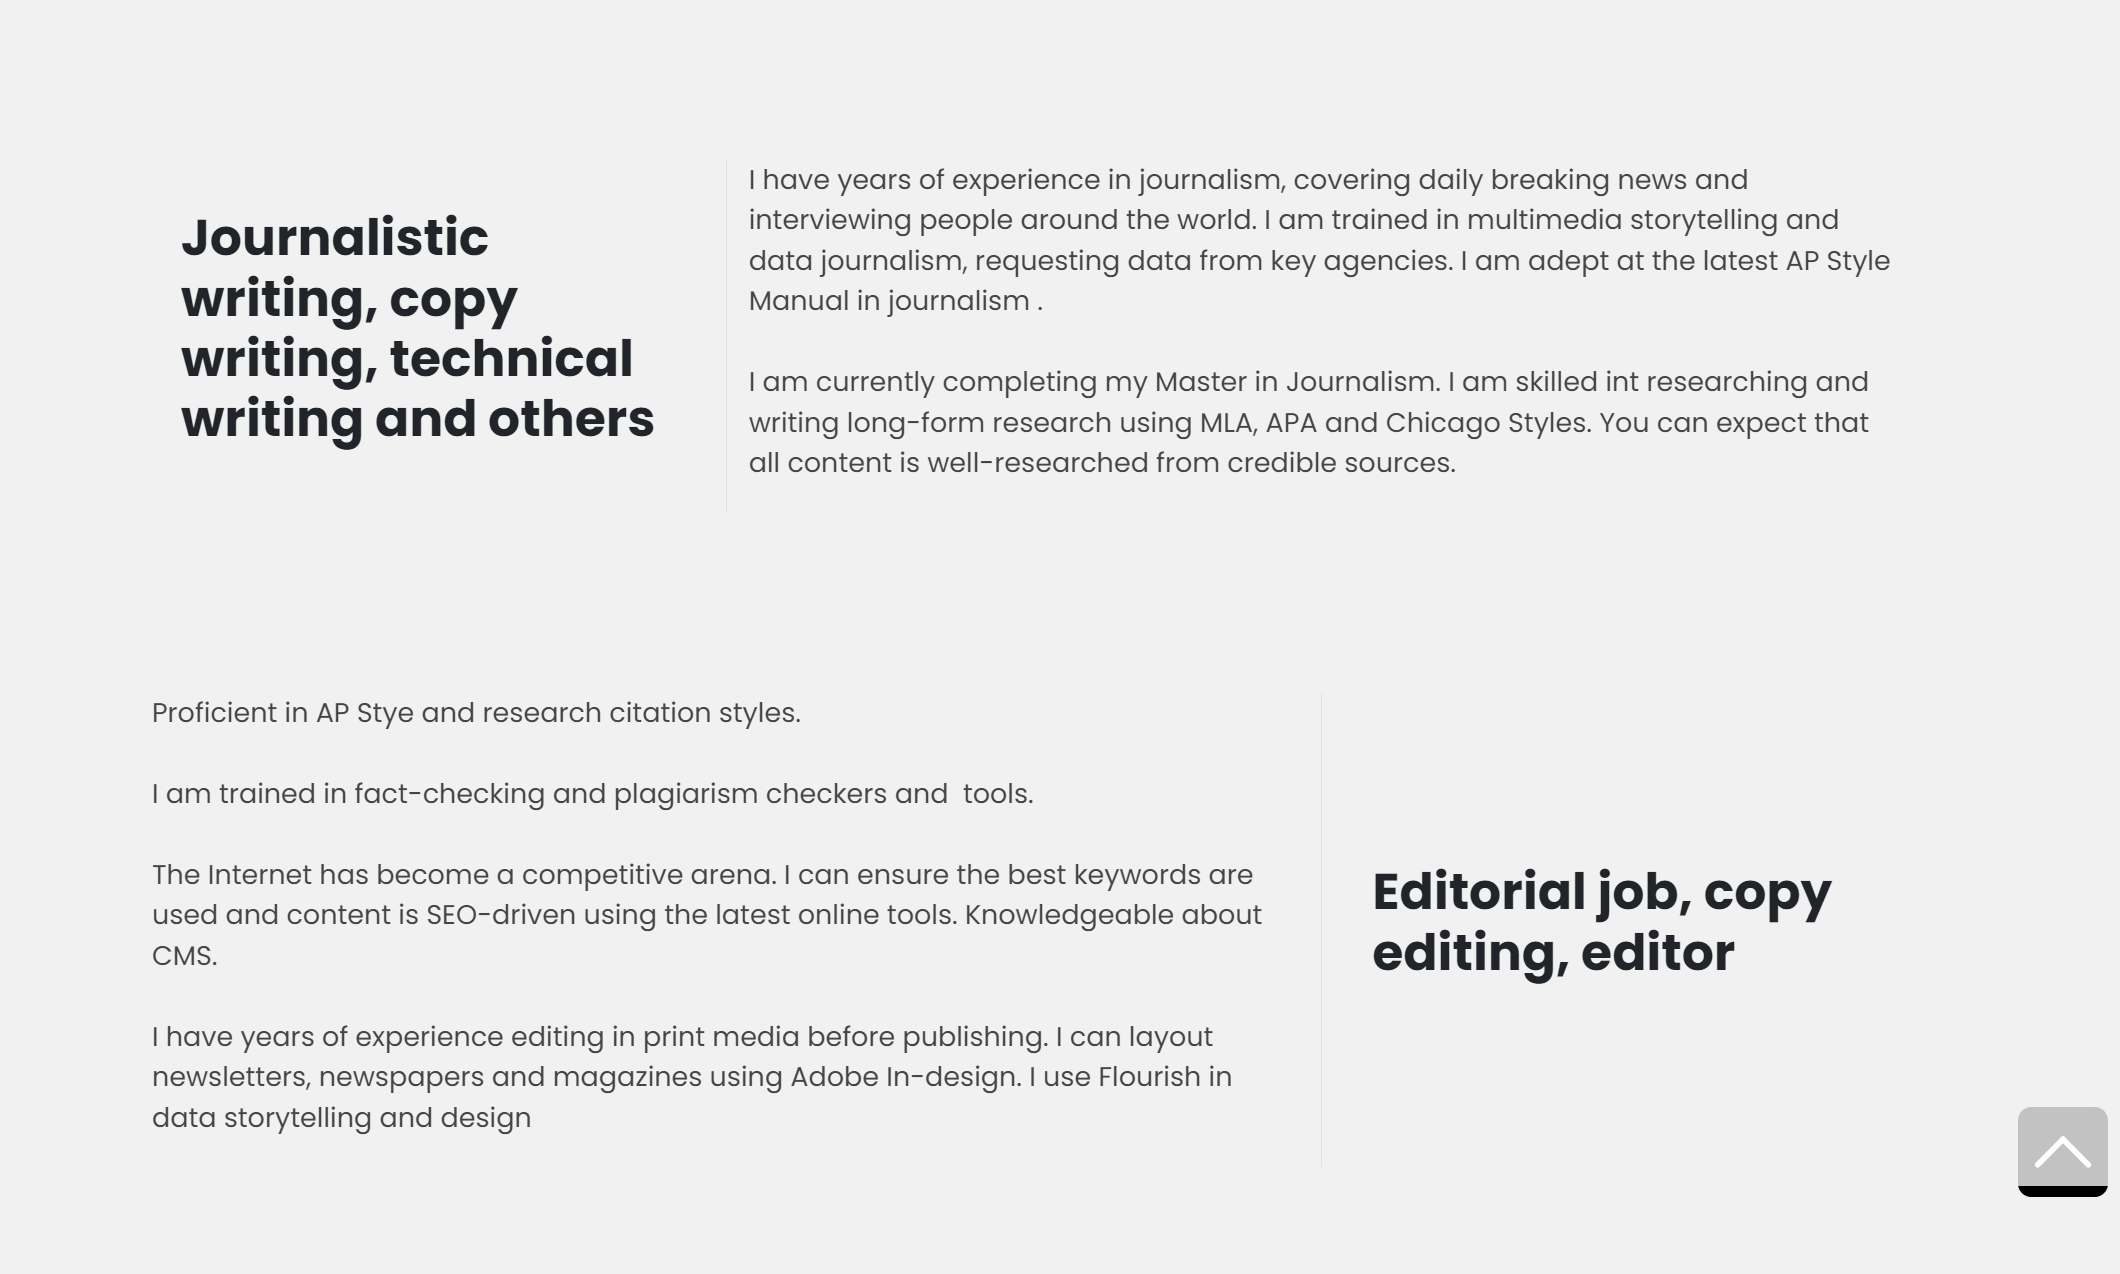 Journalistic
writing, copy
writing, technical
writing and others
I have years of experience in journalism, covering daily breaking news and
interviewing people around the world. I am trained in multimedia storytelling and
data journalism, requesting data from key agencies. I am adept at the latest AP Style
Manual in journalism .
I am currently completing my Master in Journalism. I am skilled int researching and
writing long-form research using MLA, APA and Chicago Styles. You can expect that
all content is well-researched from credible sources.
Proficient in AP Stye and research citation styles.
I am trained in fact-checking and plagiarism checkers and  tools.
The Internet has become a competitive arena. I can ensure the best keywords are
used and content is SEO-driven using the latest online tools. Knowledgeable about
CMS.
I have years of experience editing in print media before publishing. I can layout
newsletters, newspapers and magazines using Adobe In-design. I use Flourish in
data storytelling and design
Editorial job, copy
editing, editor